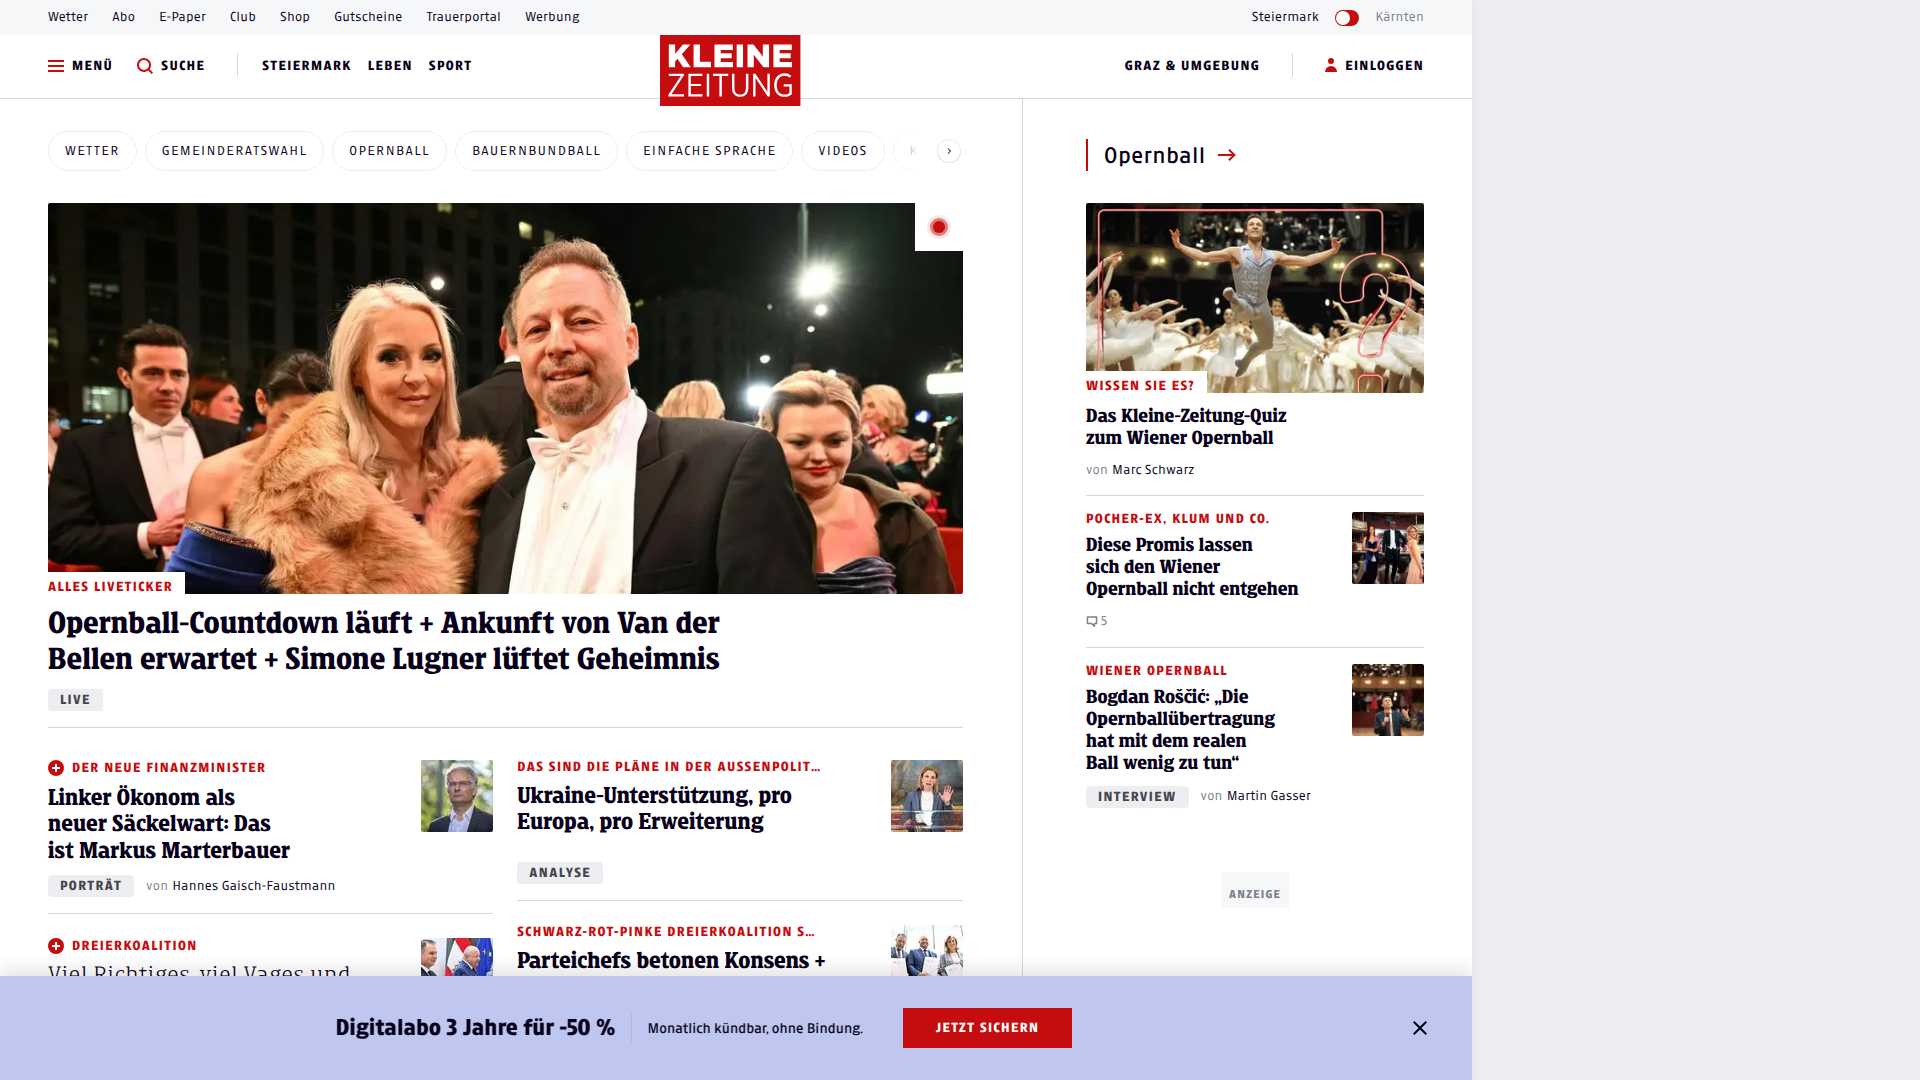 Wetter Abo E-Paper Club Shop Gutscheine Trauerportal Werbung Steiermark Kärnten
MENÜ SUCHE STEIERMARK LEBEN SPORT KLEINE ZEITUNG GRAZ & UMGEBUNG EINLOGGEN
WETTER GEMEINDERATSWAHL OPERNBALL BAUERNBUNDBALL EINFACHE SPRACHE VIDEOS K
ALLES LIVETICKER
Opernball-Countdown läuft + Ankunft von Van der
Bellen erwartet + Simone Lugner lüftet Geheimnis
LIVE
DER NEUE FINANZMINISTER
Linker Ökonom als
neuer Säckelwart: Das
ist Markus Marterbauer
PORTRÄT von Hannes Gaisch-Faustmann
DREIERKOALITION
Viel Richtiges, viel Vages und
DAS SIND DIE PLÄNE IN DER AUSSENPOLIT...
Ukraine-Unterstützung, pro
Europa, pro Erweiterung
ANALYSE
SCHWARZ-ROT-PINKE DREIERKOALITION S...
Parteichefs betonen Konsens +
Opernball
WISSEN SIE ES?
Das Kleine-Zeitung-Quiz
zum Wiener Opernball
von Marc Schwarz
POCHER-EX, KLUM UND CO.
Diese Promis lassen
sich den Wiener
Opernball nicht entgehen
5
WIENER OPERNBALL
Bogdan Roščić: „Die
Opernballübertragung
hat mit dem realen
Ball wenig zu tun“
INTERVIEW von Martin Gasser
ANZEIGE
Digitalabo 3 Jahre für -50 % Monatlich kündbar, ohne Bindung. JETZT SICHERN